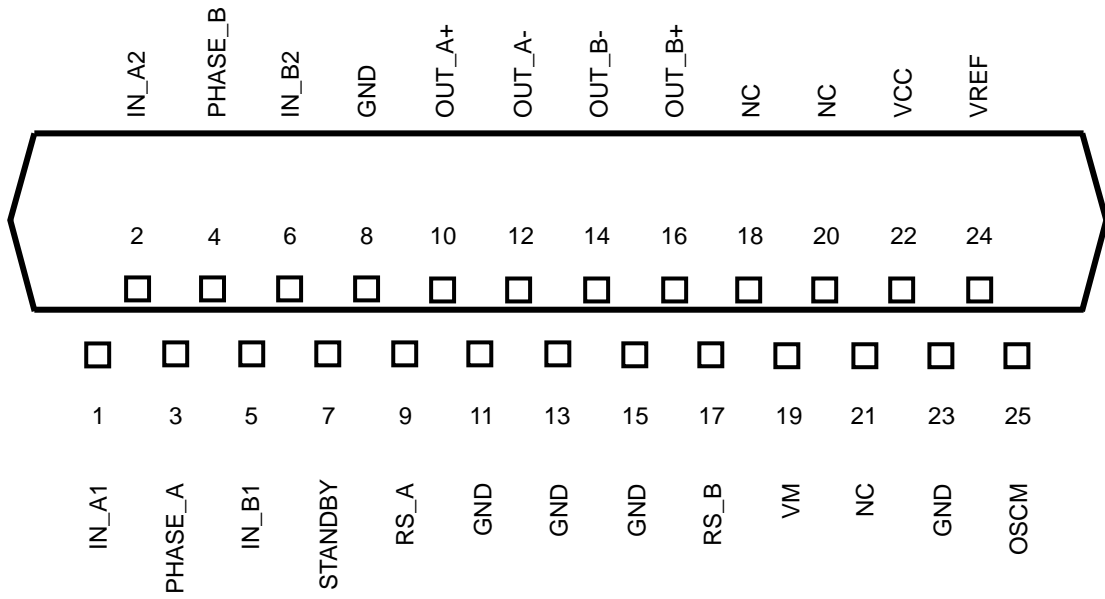 IN_A2 PHASE_B IN_B2 GND OUT_A+ OUT_A- OUT_B- OUT_B+ NC NC VCC VREF
2 4 6 8 10 12 14 16 18 20 22 24
1 3 5 7 9 11 13 15 17 19 21 23 25
IN_A1 PHASE_A IN_B1 STANDBY RS_A GND GND GND RS_B VM NC GND OSCM